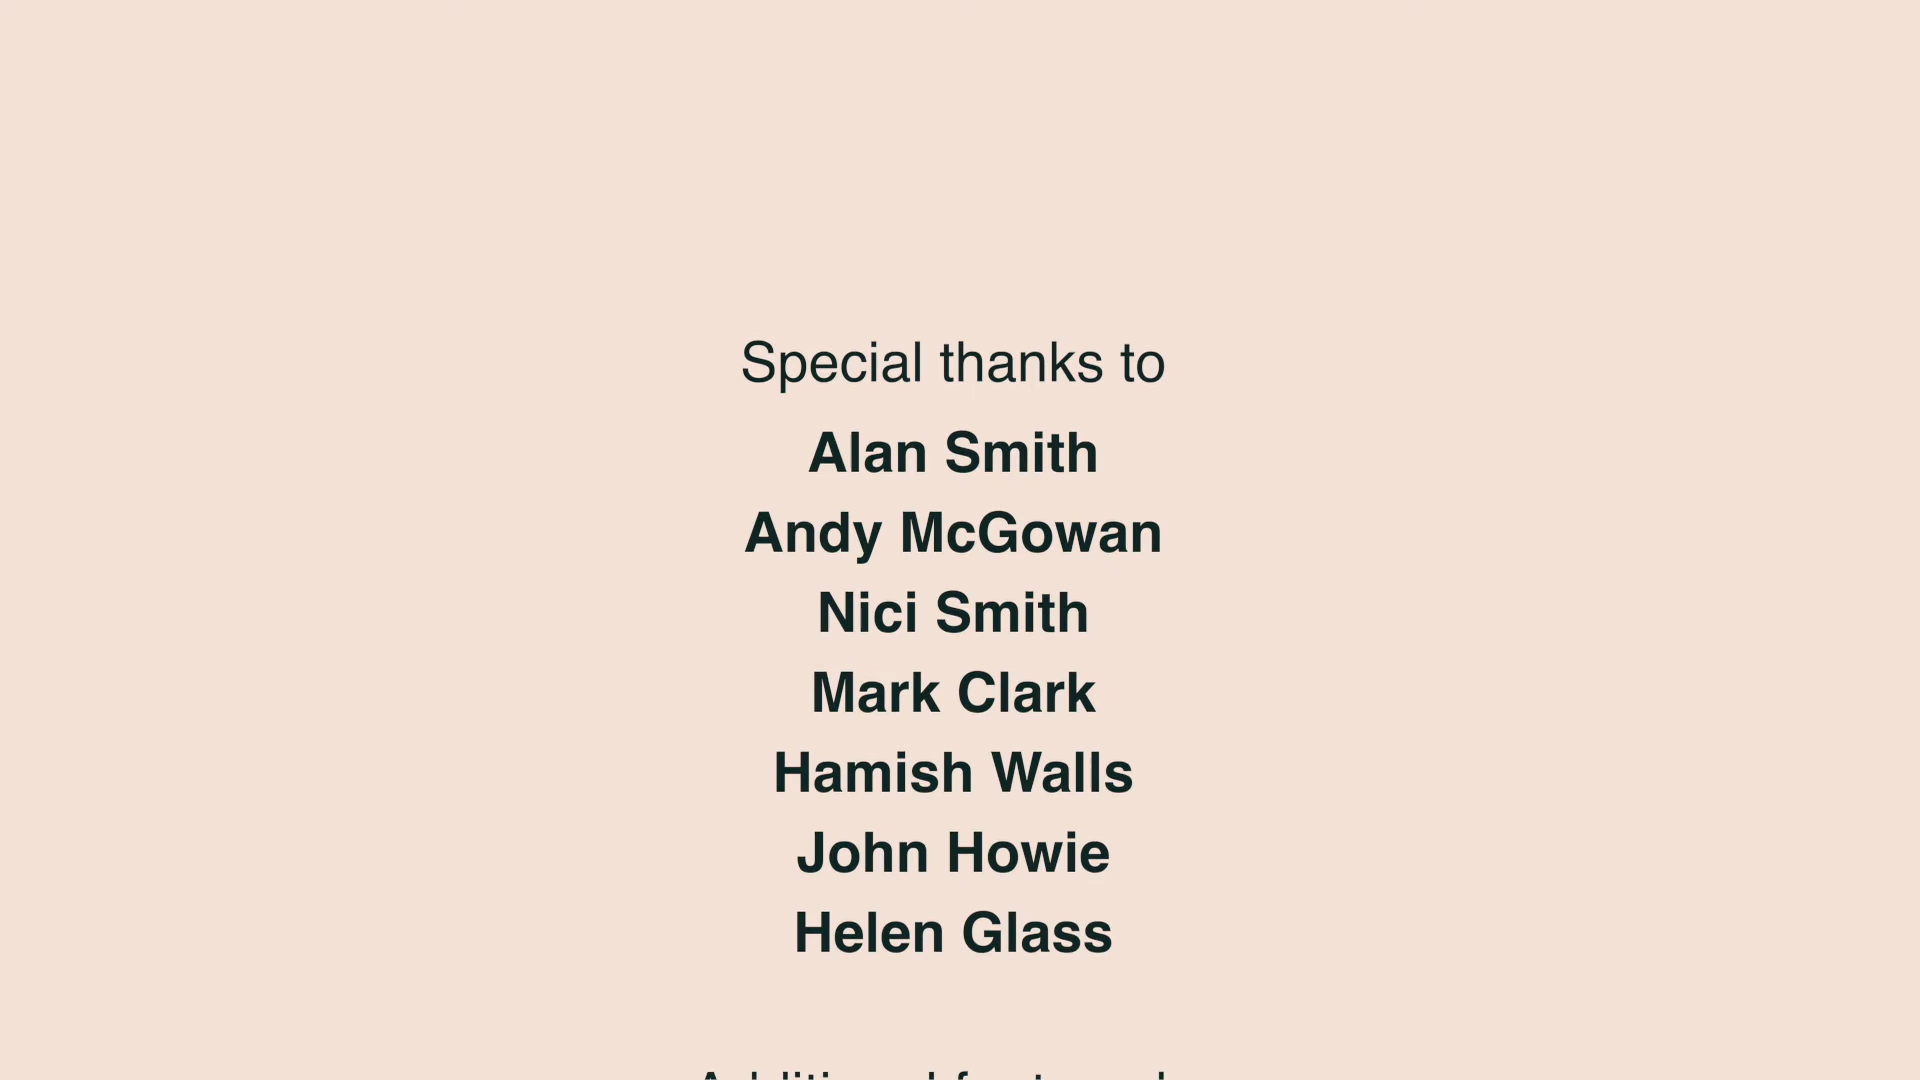 Special thanks to
Alan Smith
Andy McGowan
Nici Smith
Mark Clark
Hamish Walls
John Howie
Helen Glass